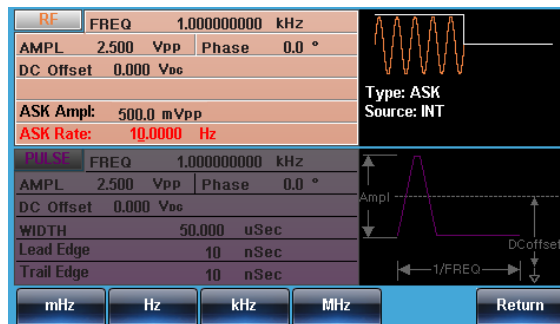 RF FREQ 1.000000000 kHz
AMPL 2.500 Vpp Phase 0.0 °
DC Offset 0.000 VDC
ASK Ampl: 500.0 mVpp
ASK Rate: 10.0000 Hz
Type: ASK
Source: INT
PULSE FREQ 1.000000000 kHz
AMPL 2.500 Vpp Phase 0.0 °
DC Offset 0.000 VDC
WIDTH 50.000 uSec
Lead Edge 10 nSec
Trail Edge 10 nSec
Ampl
DCoffset
1/FREQ
mHz Hz kHz MHz Return